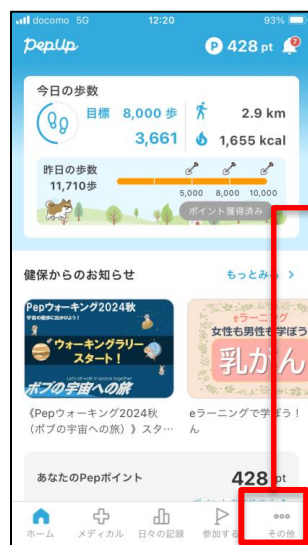 docomo 5G 12:20 93%
PepUp
P 428 pt 7
今日の歩数
目標 8,000 歩
2.9 km
3,661
1,655 kcal
昨日の歩数
11,710歩
5,000 8,000 10,000
ポイント獲得済み
健保からのお知らせ
もっとみる >
Pepウォーキング2024秋
ウォーキングラリー
スタート!
Let's all walk in space together
ボブの宇宙への旅
《Pepウォーキング2024秋
(ボブの宇宙への旅)》スタ…
eラーニング
女性も男性も学ぼう
乳がん
eラーニングで学ぼう!
ん
あなたのPepポイント
428 pt
ホーム
メディカル
日々の記録
参加する
その他